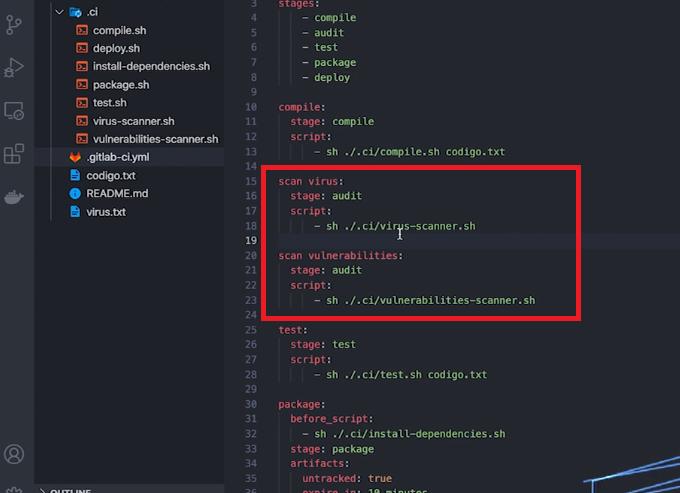 .ci
compile.sh
deploy.sh
install-dependencies.sh
package.sh
test.sh
virus-scanner.sh
vulnerabilities-scanner.sh
.gitlab-ci.yml
codigo.txt
README.md
virus.txt
OUTLINE
3 stages:
4 - compile
5 - audit
6 - test
7 - package
8 - deploy
9
10 compile:
11 stage: compile
12 script:
13 - sh ./.ci/compile.sh codigo.txt
14
15 scan virus:
16 stage: audit
17 script:
18 - sh ./.ci/virus-scanner.sh
19
20 scan vulnerabilities:
21 stage: audit
22 script:
23 - sh ./.ci/vulnerabilities-scanner.sh
24
25 test:
26 stage: test
27 script:
28 - sh ./.ci/test.sh codigo.txt
29
30 package:
31 before_script:
32 - sh ./.ci/install-dependencies.sh
33 stage: package
34 artifacts:
35 untracked: true
36 expire_in: 10 minutes